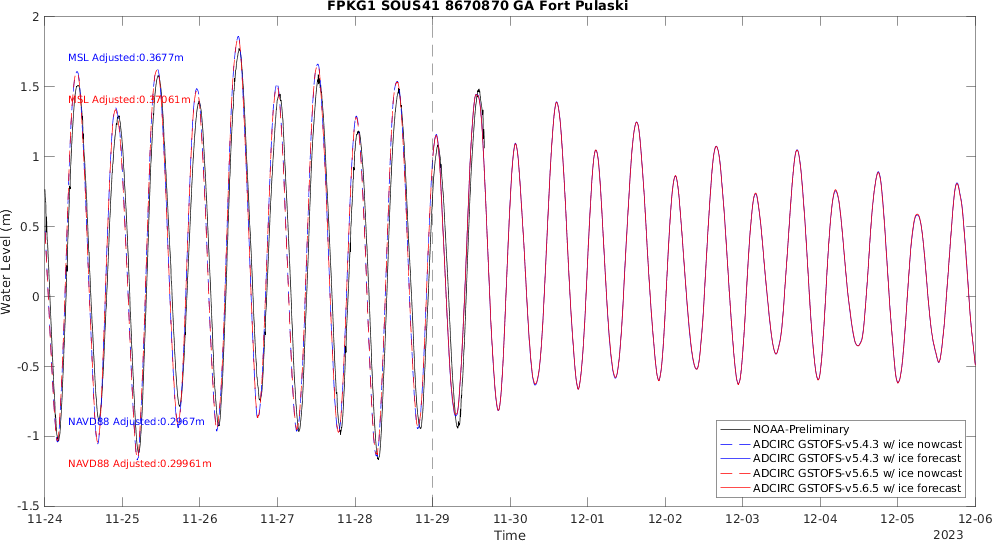 FPKG1 SOUS41 8670870 GA Fort Pulaski
2
1.5
1
0.5
0
-0.5
-1
-1.5
Water Level (m)
MSL Adjusted:0.3677m
MSL Adjusted:0.37061m
NAVD88 Adjusted:0.2967m
NAVD88 Adjusted:0.29961m
NOAA-Preliminary
ADCIRC GSTOFS-v5.4.3 w/ ice nowcast
ADCIRC GSTOFS-v5.4.3 w/ ice forecast
ADCIRC GSTOFS-v5.6.5 w/ ice nowcast
ADCIRC GSTOFS-v5.6.5 w/ ice forecast
11-24 11-25 11-26 11-27 11-28 11-29 11-30 12-01 12-02 12-03 12-04 12-05 12-06
Time
2023